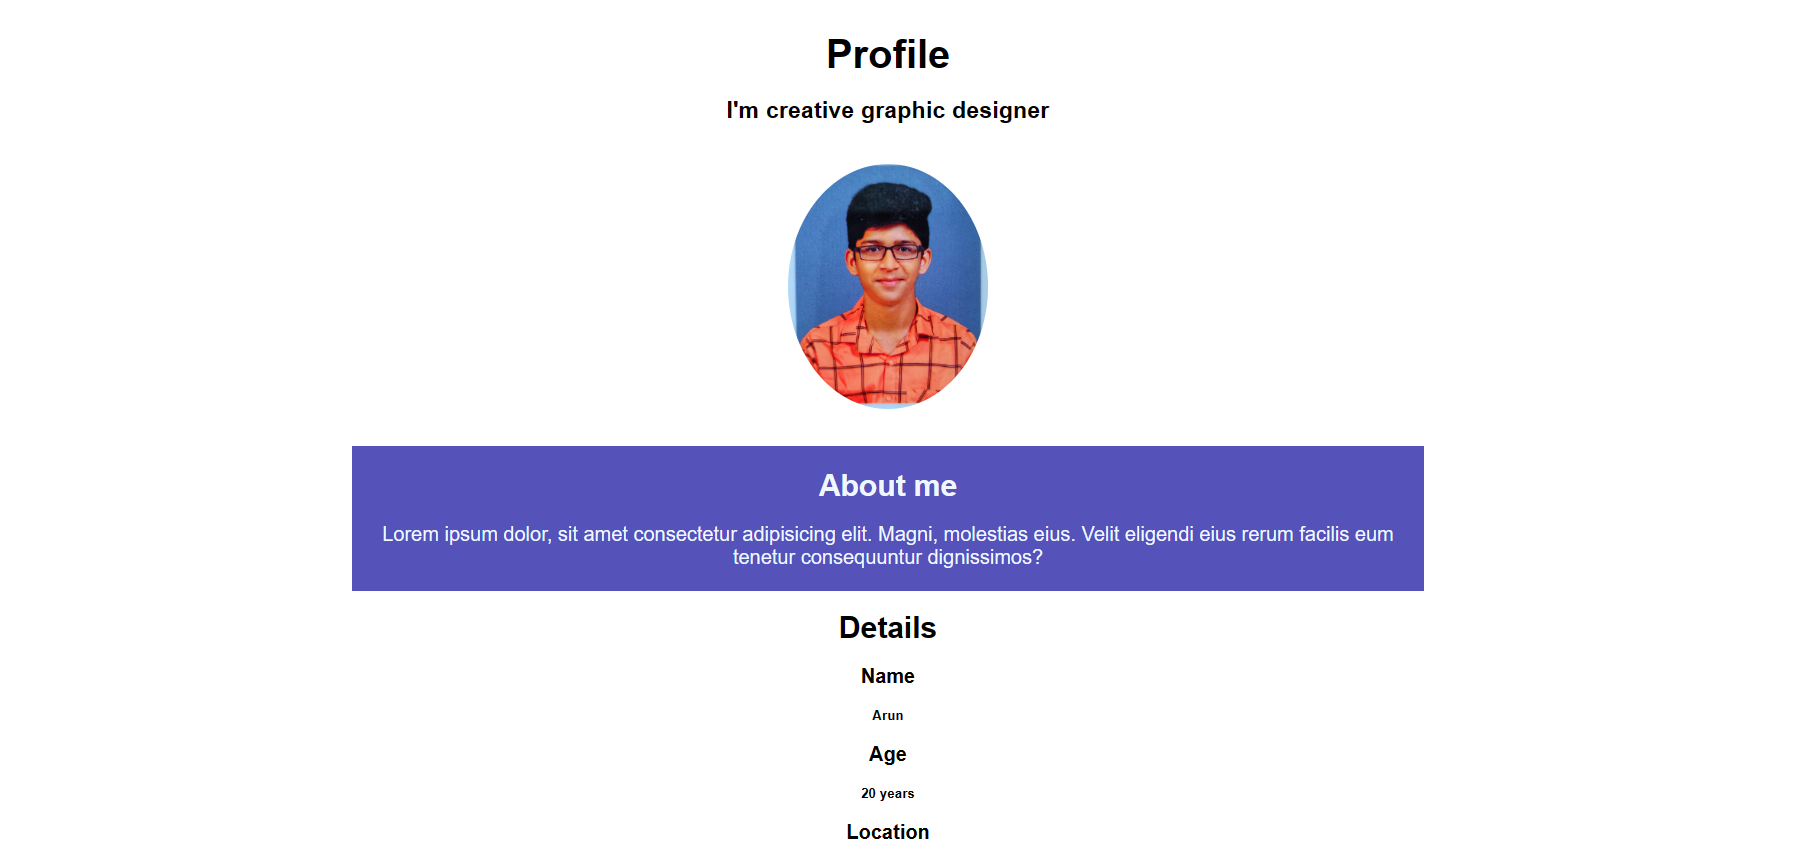 Profile
I'm creative graphic designer
About me
Lorem ipsum dolor, sit amet consectetur adipisicing elit. Magni, molestias eius. Velit eligendi eius rerum facilis eum
tenetur consequuntur dignissimos?
Details
Name
Arun
Age
20 years
Location